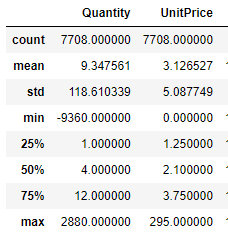 Quantity UnitPrice
count 7708.000000 7708.000000
mean 9.347561 3.126527
std 118.610339 5.087749
min -9360.000000 0.000000
25% 1.000000 1.250000
50% 4.000000 2.100000
75% 12.000000 3.750000
max 2880.000000 295.000000